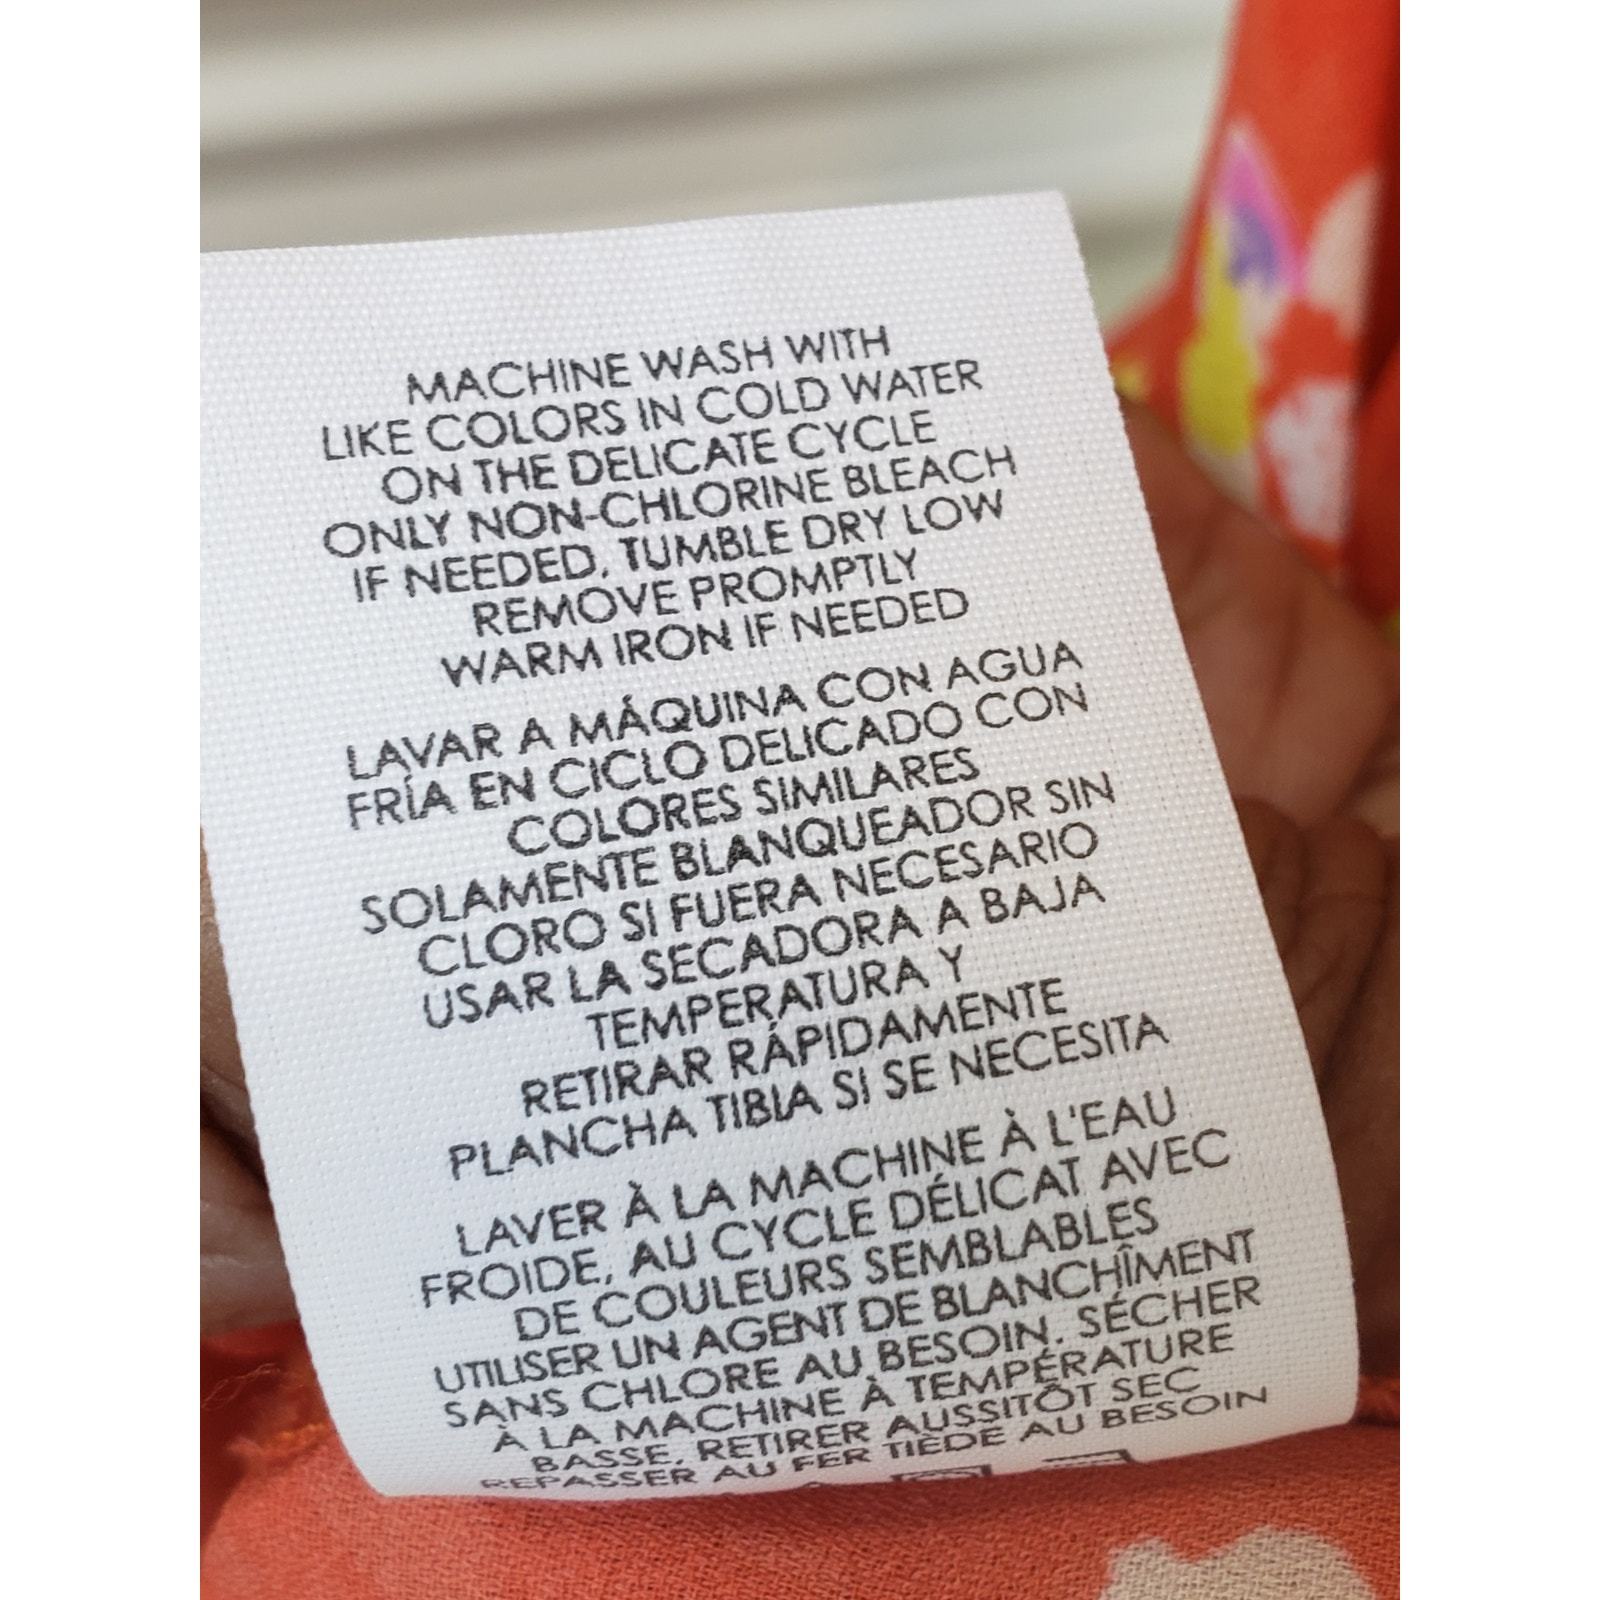 MACHINE WASH WITH
LIKE COLORS IN COLD WATER
ON THE DELICATE CYCLE
ONLY NON-CHLORINE BLEACH
IF NEEDED. TUMBLE DRY LOW
REMOVE PROMPTLY
WARM IRON IF NEEDED
LAVAR A MÁQUINA CON AGUA
FRÍA EN CICLO DELICADO CON
COLORES SIMILARES
SOLAMENTE BLANQUEADOR SIN
CLORO SI FUERA NECESARIO
USAR LA SECADORA A BAJA
TEMPERATURA Y
RETIRAR RÁPIDAMENTE
PLANCHA TIBIA SI SE NECESITA
LAVER À LA MACHINE À L'EAU
FROIDE, AU CYCLE DÉLICAT AVEC
DE COULEURS SEMBLABLES
UTILISER UN AGENT DE BLANCHÎMENT
SANS CHLORE AU BESOIN. SÉCHER
À LA MACHINE À TEMPÉRATURE
BASSE. RETIRER AUSSITÔT SEC
REPASSER AU FER TIÈDE AU BESOIN